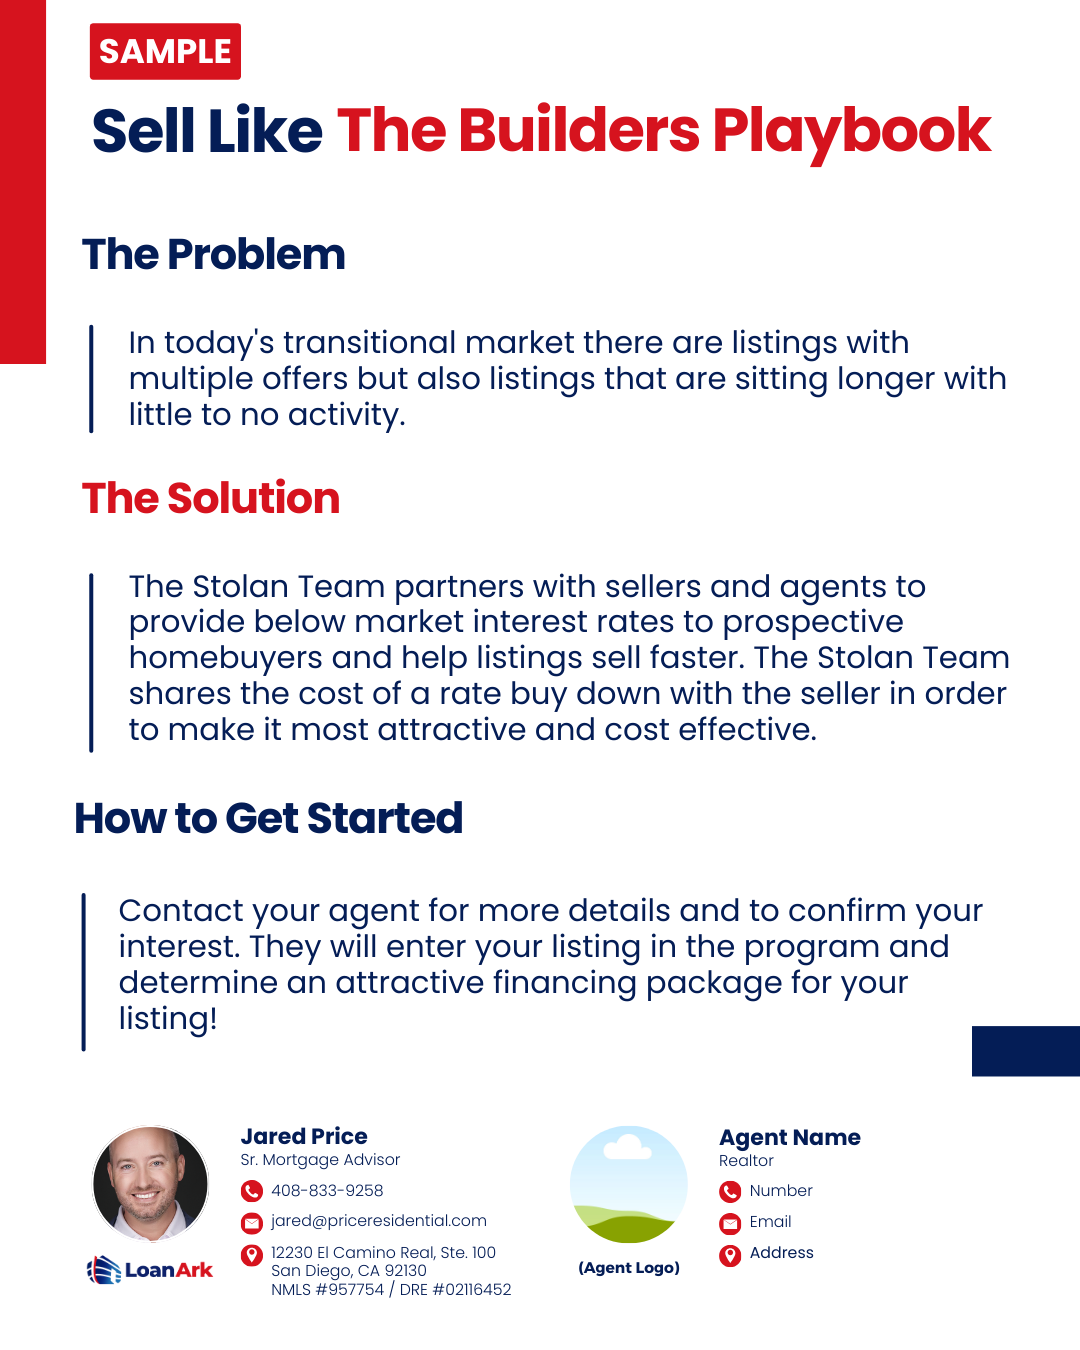 SAMPLE
Sell Like The Builders Playbook
The Problem
In today's transitional market there are listings with
multiple offers but also listings that are sitting longer with
little to no activity.
The Solution
The Stolan Team partners with sellers and agents to
provide below market interest rates to prospective
homebuyers and help listings sell faster. The Stolan Team
shares the cost of a rate buy down with the seller in order
to make it most attractive and cost effective.
How to Get Started
Contact your agent for more details and to confirm your
interest. They will enter your listing in the program and
determine an attractive financing package for your
listing!
Jared Price
Sr. Mortgage Advisor
408-833-9258
jared@priceresidential.com
12230 El Camino Real, Ste. 100
San Diego, CA 92130
NMLS #957754 / DRE #02116452
LoanArk
Agent Name
Realtor
Number
Email
Address
(Agent Logo)